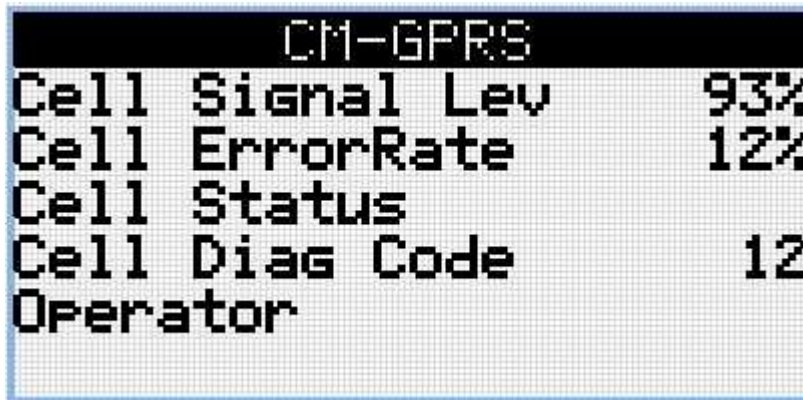 CM-GPRS
Cell Signal Lev 93%
Cell ErrorRate 12%
Cell Status
Cell Diag Code 12
Operator